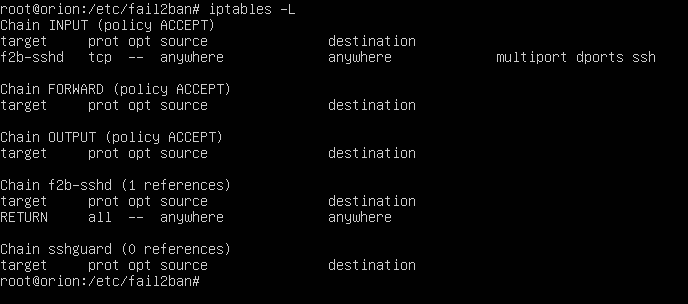 root@orion:/etc/fail2ban# iptables -L
Chain INPUT (policy ACCEPT)
target     prot opt source               destination
f2b-sshd   tcp  --  anywhere             anywhere             multiport dports ssh
Chain FORWARD (policy ACCEPT)
target     prot opt source               destination
Chain OUTPUT (policy ACCEPT)
target     prot opt source               destination
Chain f2b-sshd (1 references)
target     prot opt source               destination
RETURN     all  --  anywhere             anywhere
Chain sshguard (0 references)
target     prot opt source               destination
root@orion:/etc/fail2ban#